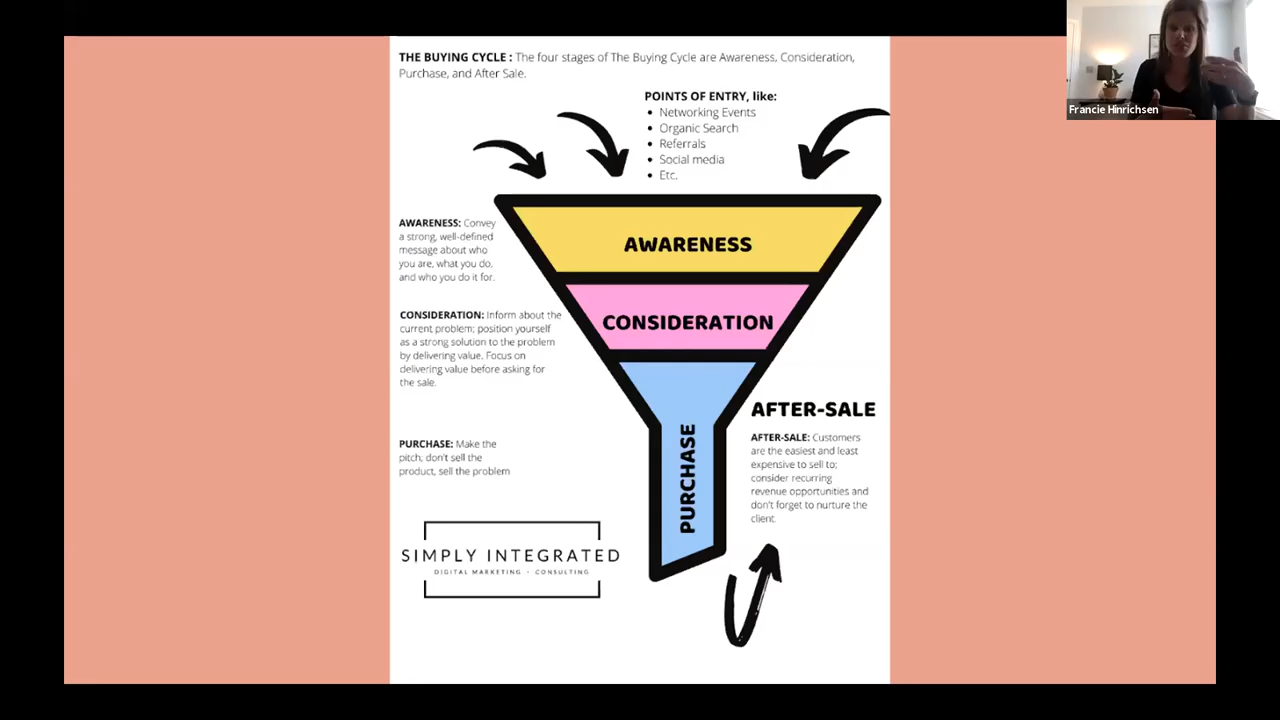 THE BUYING CYCLE : The four stages of The Buying Cycle are Awareness, Consideration,
Purchase, and After Sale.
POINTS OF ENTRY, like:
• Networking Events
• Organic Search
• Referrals
• Social media
• Etc.
AWARENESS: Convey
a strong, well-defined
message about who
you are, what you do,
and who you do it for.
AWARENESS
CONSIDERATION: Inform about the
current problem; position yourself
as a strong solution to the problem
by delivering value. Focus on
delivering value before asking for
the sale.
CONSIDERATION
PURCHASE: Make the
pitch; don't sell the
product, sell the problem
PURCHASE
AFTER-SALE
AFTER-SALE: Customers
are the easiest and least
expensive to sell to;
consider recurring
revenue opportunities and
don't forget to nurture the
client.
SIMPLY INTEGRATED
DIGITAL MARKETING · CONSULTING
Francie Hinrichsen